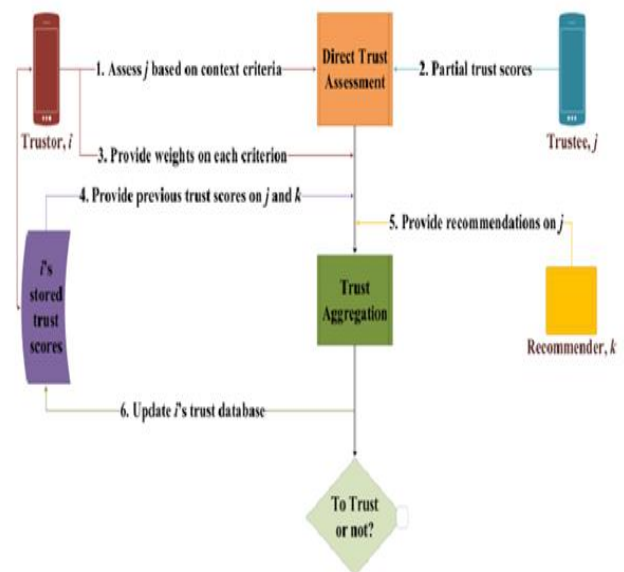 Direct Trust
Assessment
1. Assess j based on context criteria
2. Partial trust scores
Trustor, i
Trustee, j
3. Provide weights on each criterion
4. Provide previous trust scores on j and k
5. Provide recommendations on j
i's
stored
trust
scores
Trust
Aggregation
Recommender, k
6. Update i's trust database
To Trust
or not?